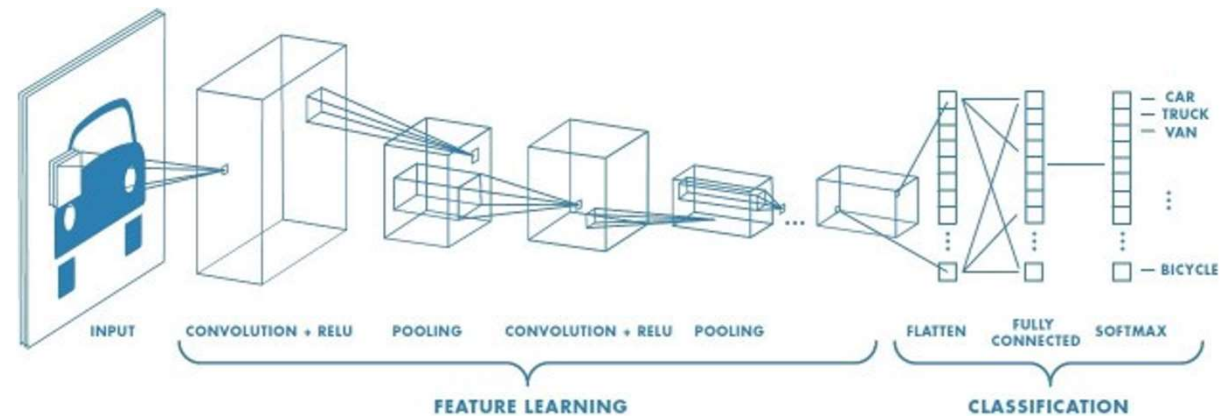 CAR
TRUCK
VAN
BICYCLE
INPUT
CONVOLUTION + RELU
POOLING
CONVOLUTION + RELU
POOLING
FLATTEN
FULLY
CONNECTED
SOFTMAX
FEATURE LEARNING
CLASSIFICATION